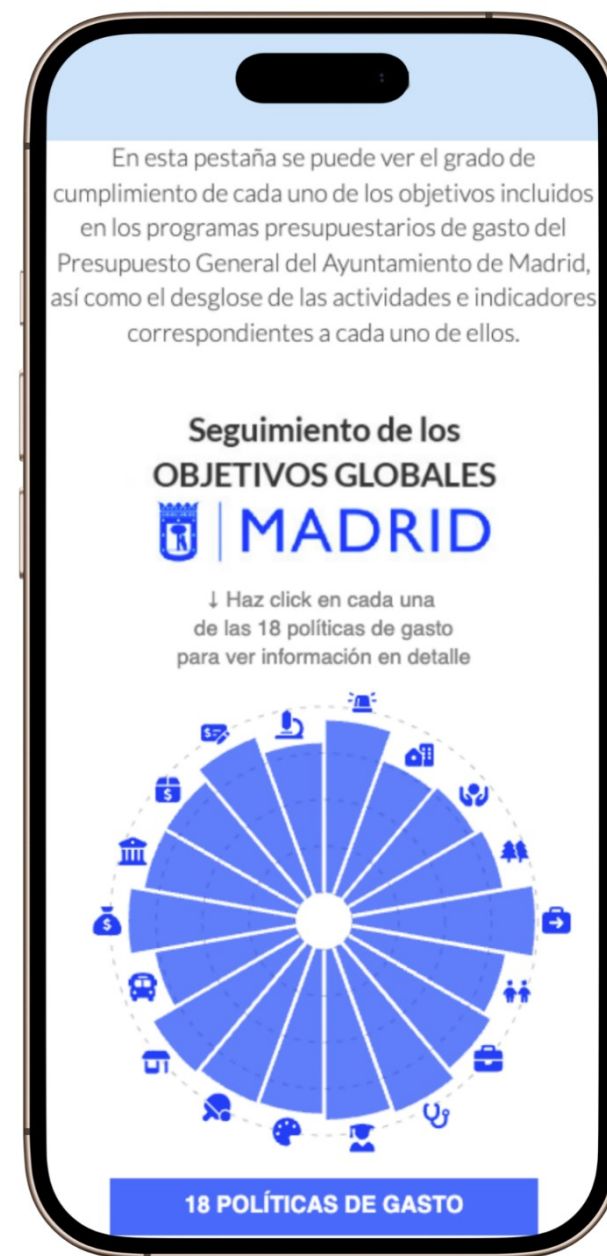 En esta pestaña se puede ver el grado de
cumplimiento de cada uno de los objetivos incluidos
en los programas presupuestarios de gasto del
Presupuesto General del Ayuntamiento de Madrid,
así como el desglose de las actividades e indicadores
correspondientes a cada uno de ellos.
Seguimiento de los
OBJETIVOS GLOBALES
MADRID
↓ Haz click en cada una
de las 18 políticas de gasto
para ver información en detalle
18 POLÍTICAS DE GASTO